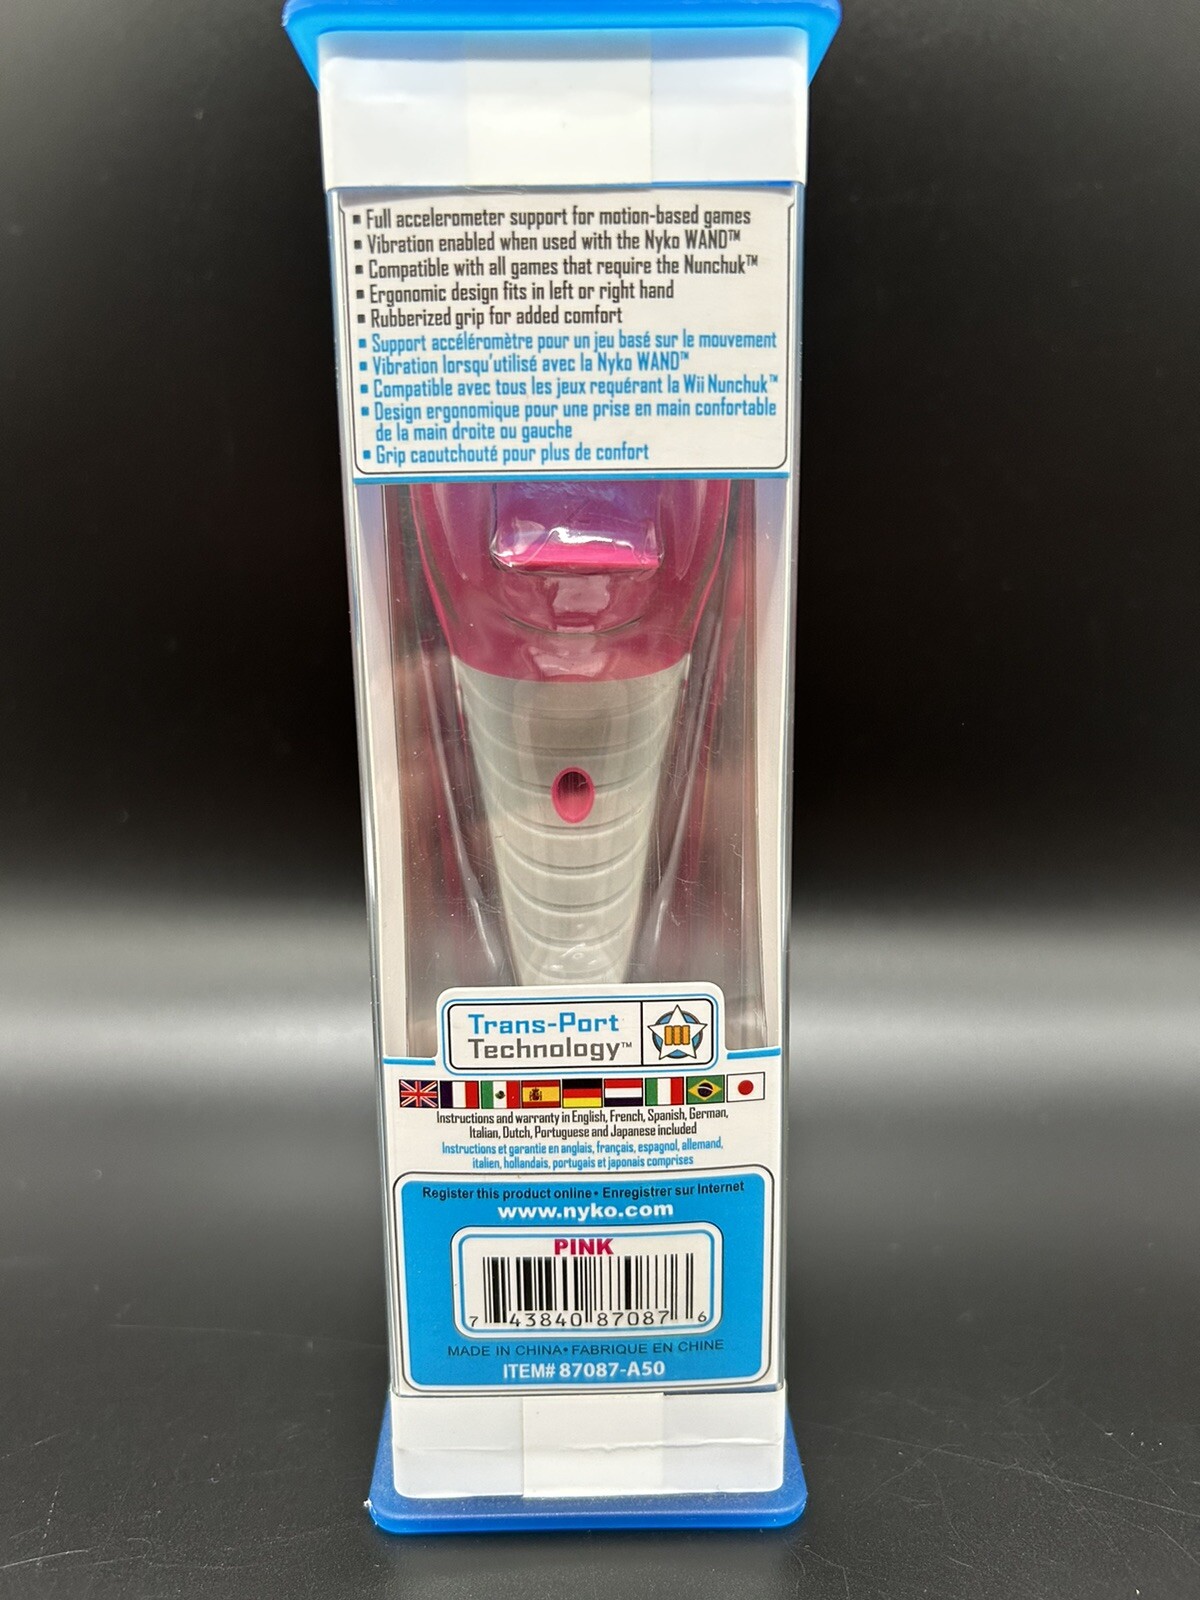 ▪ Full accelerometer support for motion-based games
▪ Vibration enabled when used with the Nyko WAND™
▪ Compatible with all games that require the Nunchuk™
▪ Ergonomic design fits in left or right hand
▪ Rubberized grip for added comfort
▪ Support accéléromètre pour un jeu basé sur le mouvement
▪ Vibration lorsqu'utilisé avec la Nyko WAND™
▪ Compatible avec tous les jeux requérant la Wii Nunchuk™
▪ Design ergonomique pour une prise en main confortable
de la main droite ou gauche
▪ Grip caoutchouté pour plus de confort
Trans-Port
Technology™
Instructions and warranty in English, French, Spanish, German,
Italian, Dutch, Portuguese and Japanese included
Instructions et garantie en anglais, français, espagnol, allemand,
italien, hollandais, portugais et japonais comprises
Register this product online • Enregistrer sur Internet
www.nyko.com
PINK
7 43840 87087 6
MADE IN CHINA • FABRIQUE EN CHINE
ITEM# 87087-A50